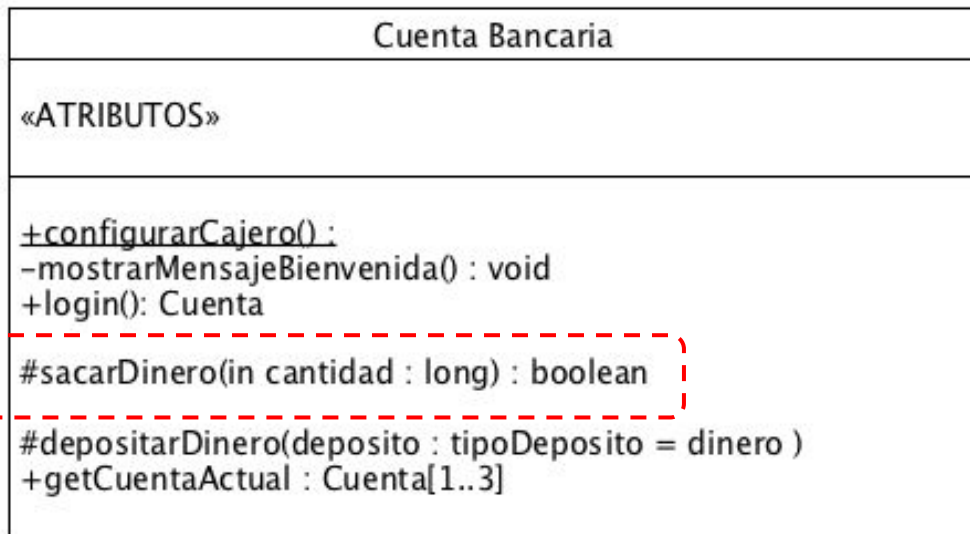 Cuenta Bancaria
«ATRIBUTOS»
+configurarCajero() :
-mostrarMensajeBienvenida() : void
+login(): Cuenta
#sacarDinero(in cantidad : long) : boolean
#depositarDinero(deposito : tipoDeposito = dinero )
+getCuentaActual : Cuenta[1..3]